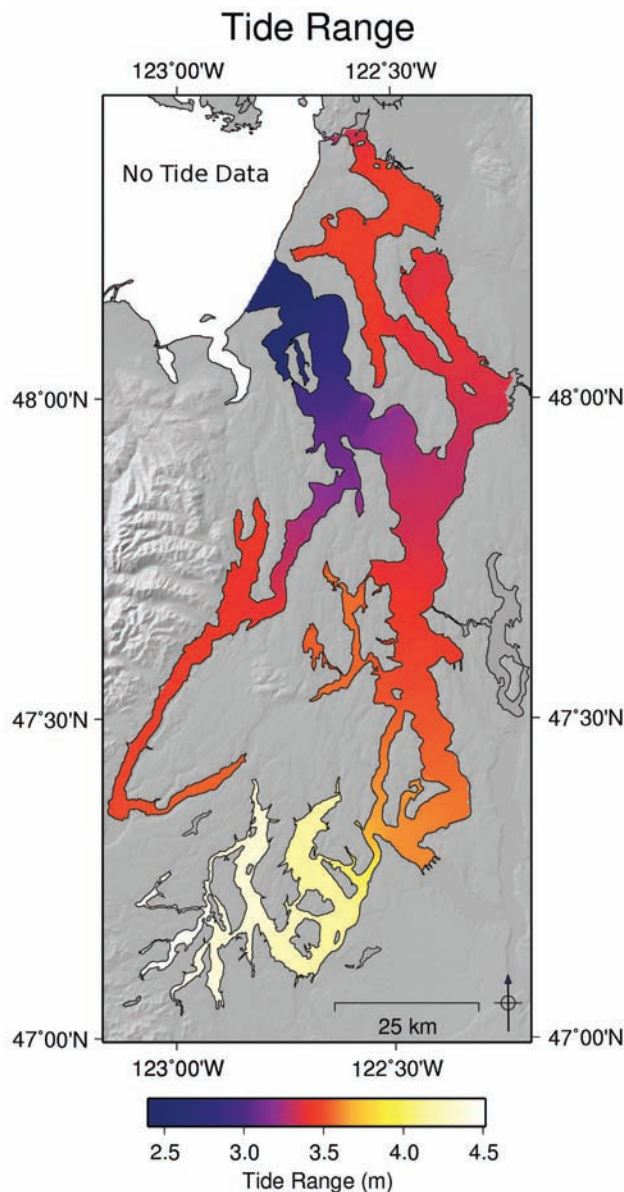 Tide Range
123°00'W 122°30'W
No Tide Data
48°00'N 48°00'N
47°30'N 47°30'N
25 km
47°00'N 47°00'N
123°00'W 122°30'W
2.5 3.0 3.5 4.0 4.5
Tide Range (m)